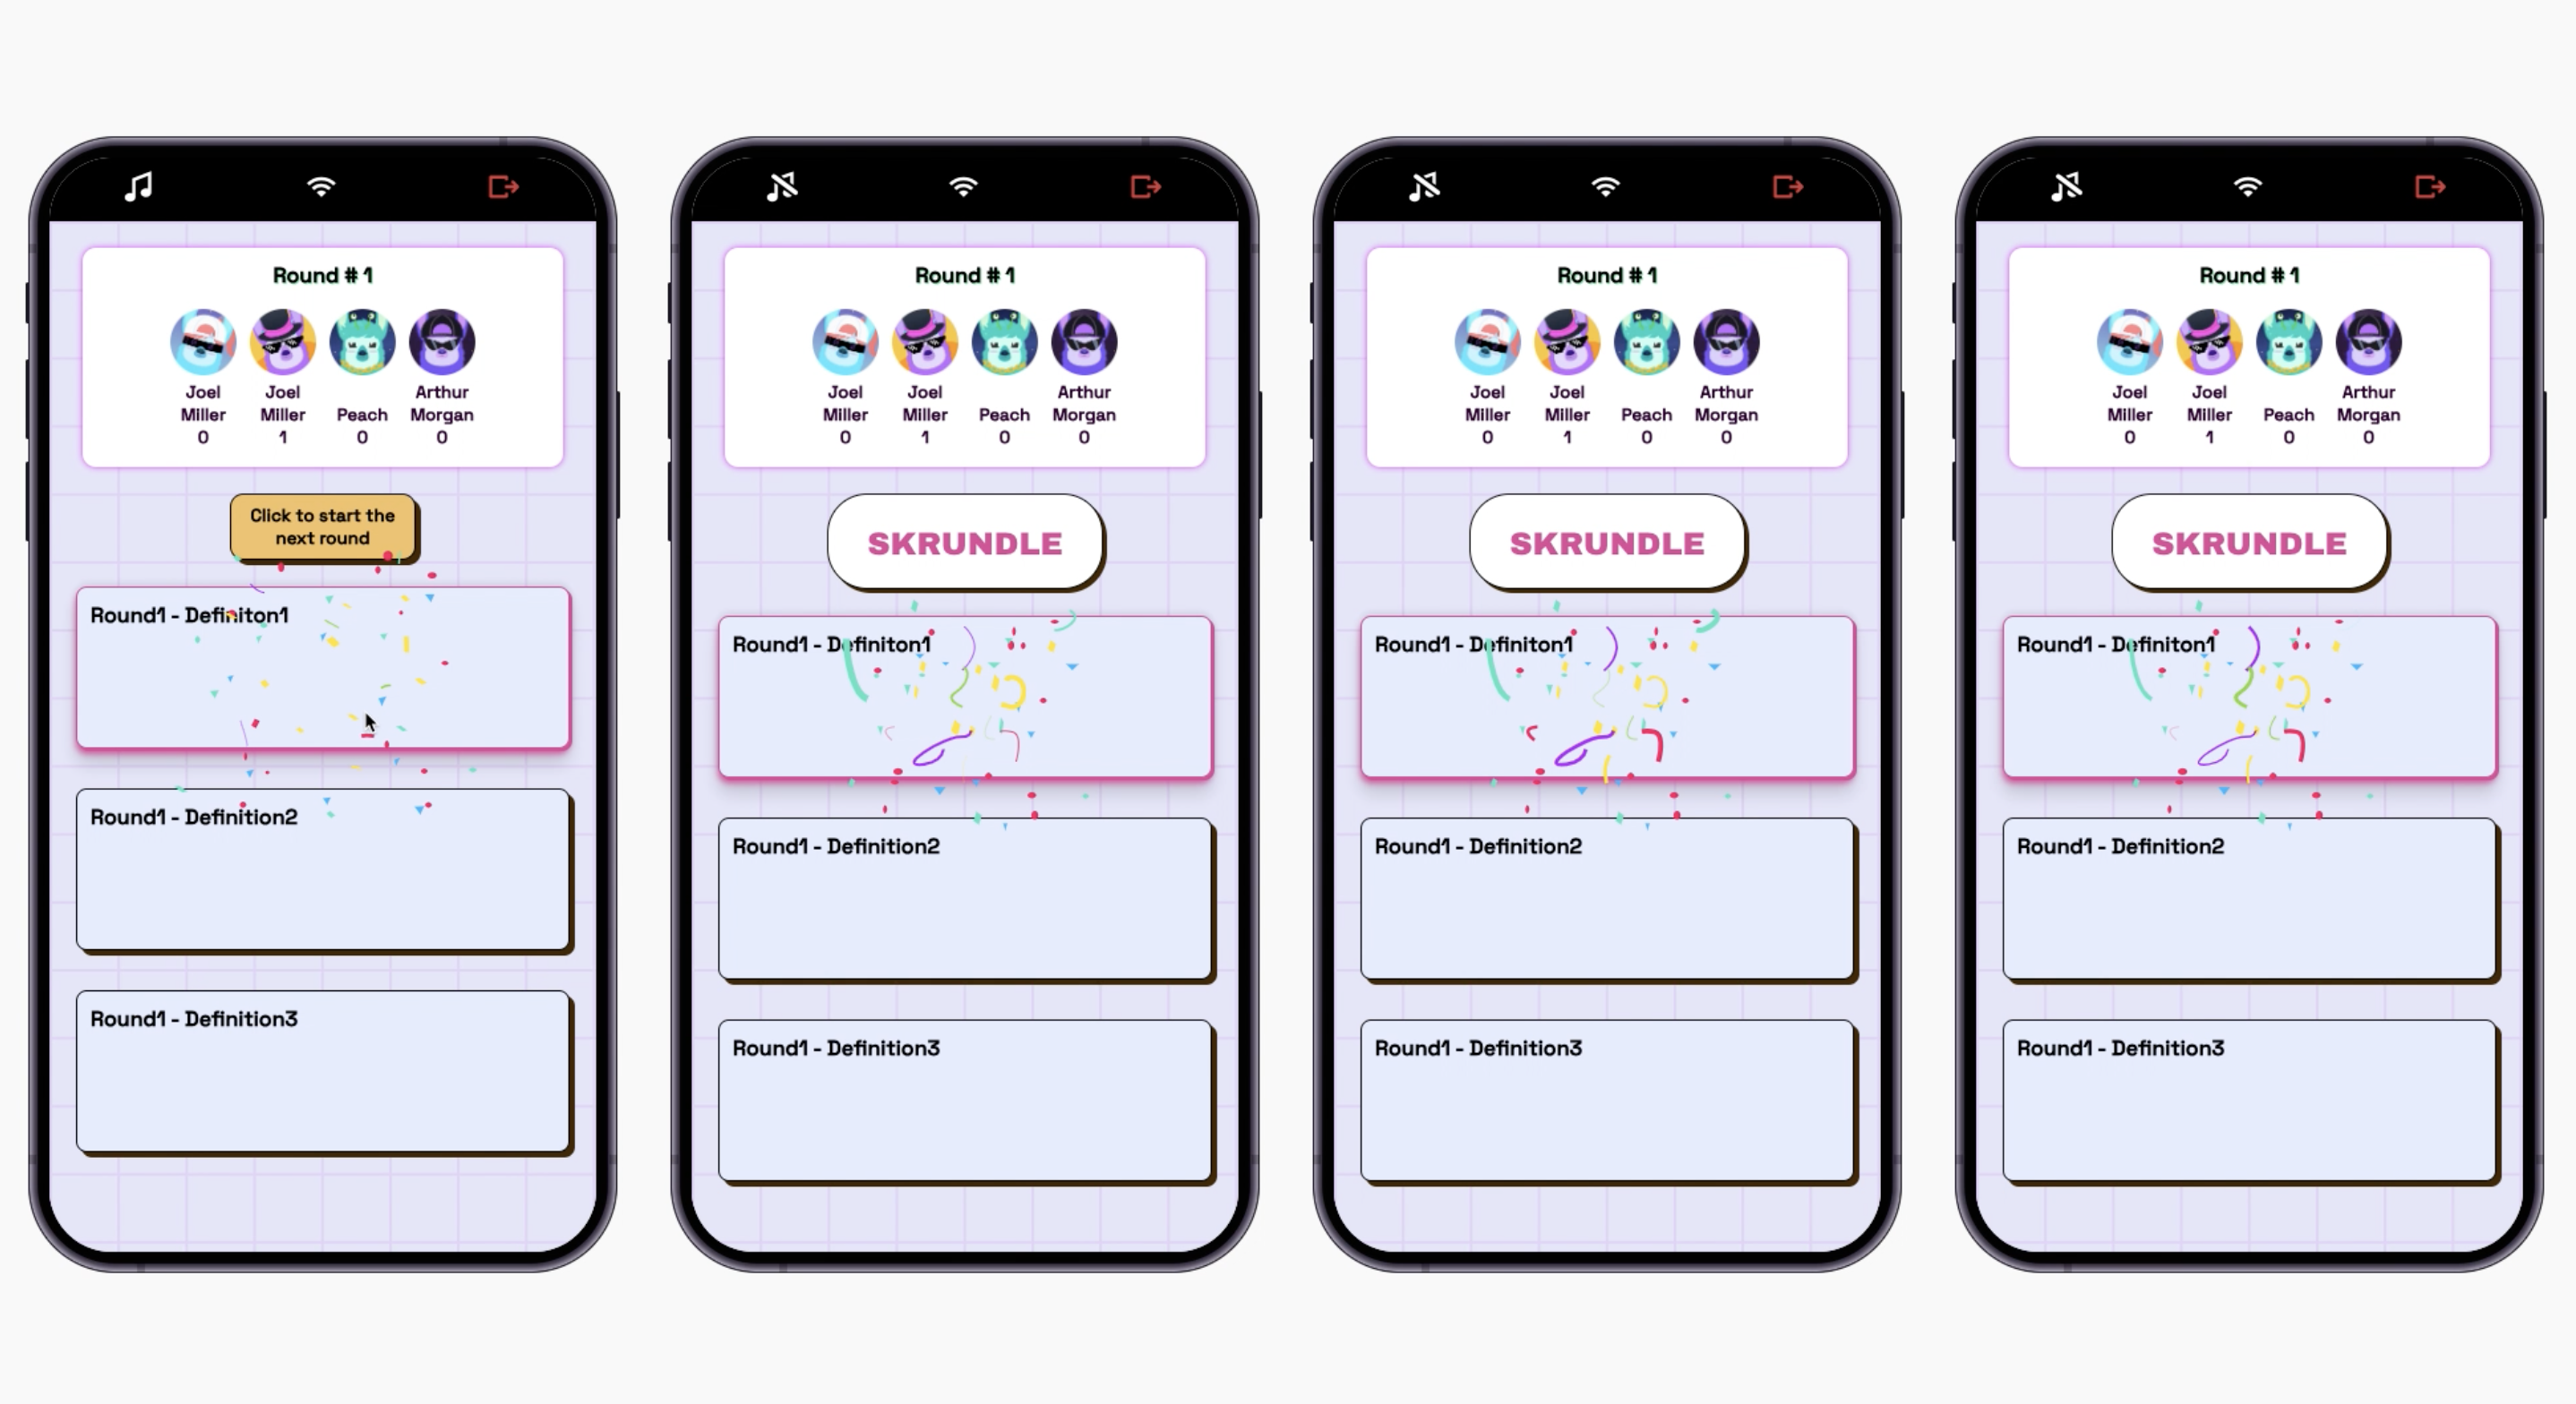 Round # 1
Joel Miller 0
Joel Miller 1
Peach 0
Arthur Morgan 0
Click to start the
next round
Round1 - Definiton1
Round1 - Definition2
Round1 - Definition3
Round # 1
Joel Miller 0
Joel Miller 1
Peach 0
Arthur Morgan 0
SKRUNDLE
Round1 - Definiton1
Round1 - Definition2
Round1 - Definition3
Round # 1
Joel Miller 0
Joel Miller 1
Peach 0
Arthur Morgan 0
SKRUNDLE
Round1 - Definiton1
Round1 - Definition2
Round1 - Definition3
Round # 1
Joel Miller 0
Joel Miller 1
Peach 0
Arthur Morgan 0
SKRUNDLE
Round1 - Definiton1
Round1 - Definition2
Round1 - Definition3